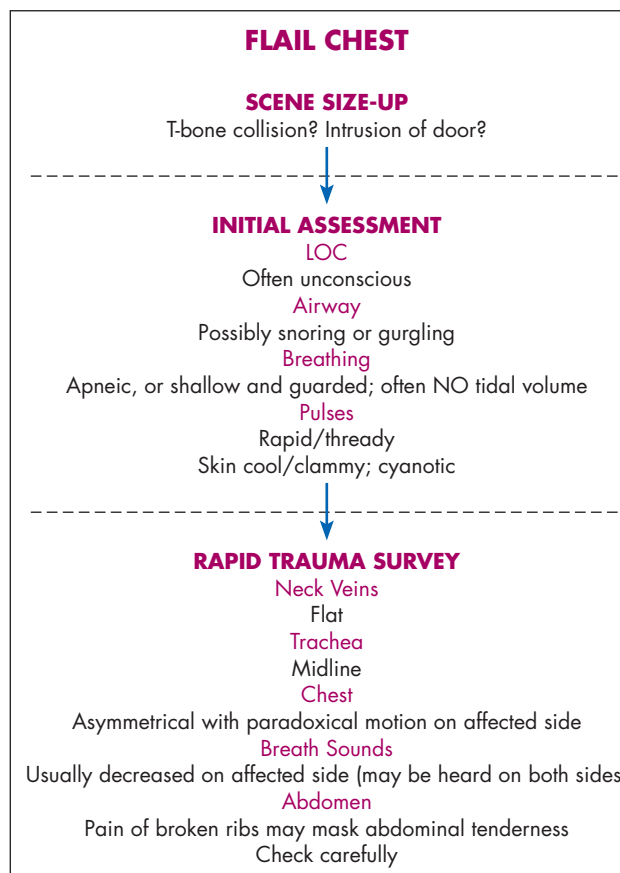 FLAIL CHEST
SCENE SIZE-UP
T-bone collision? Intrusion of door?
INITIAL ASSESSMENT
LOC
Often unconscious
Airway
Possibly snoring or gurgling
Breathing
Apneic, or shallow and guarded; often NO tidal volume
Pulses
Rapid/thready
Skin cool/clammy; cyanotic
RAPID TRAUMA SURVEY
Neck Veins
Flat
Trachea
Midline
Chest
Asymmetrical with paradoxical motion on affected side
Breath Sounds
Usually decreased on affected side (may be heard on both sides
Abdomen
Pain of broken ribs may mask abdominal tenderness
Check carefully